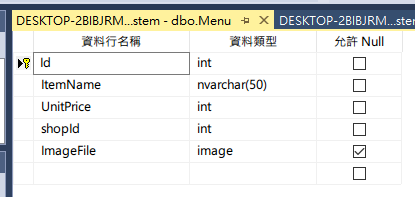 DESKTOP-2BIBJRM...stem - dbo.Menu DESKTOP-2BIBJRM...ster
資料行名稱 資料類型 允許 Null
Id int
ItemName nvarchar(50)
UnitPrice int
shopId int
ImageFile image